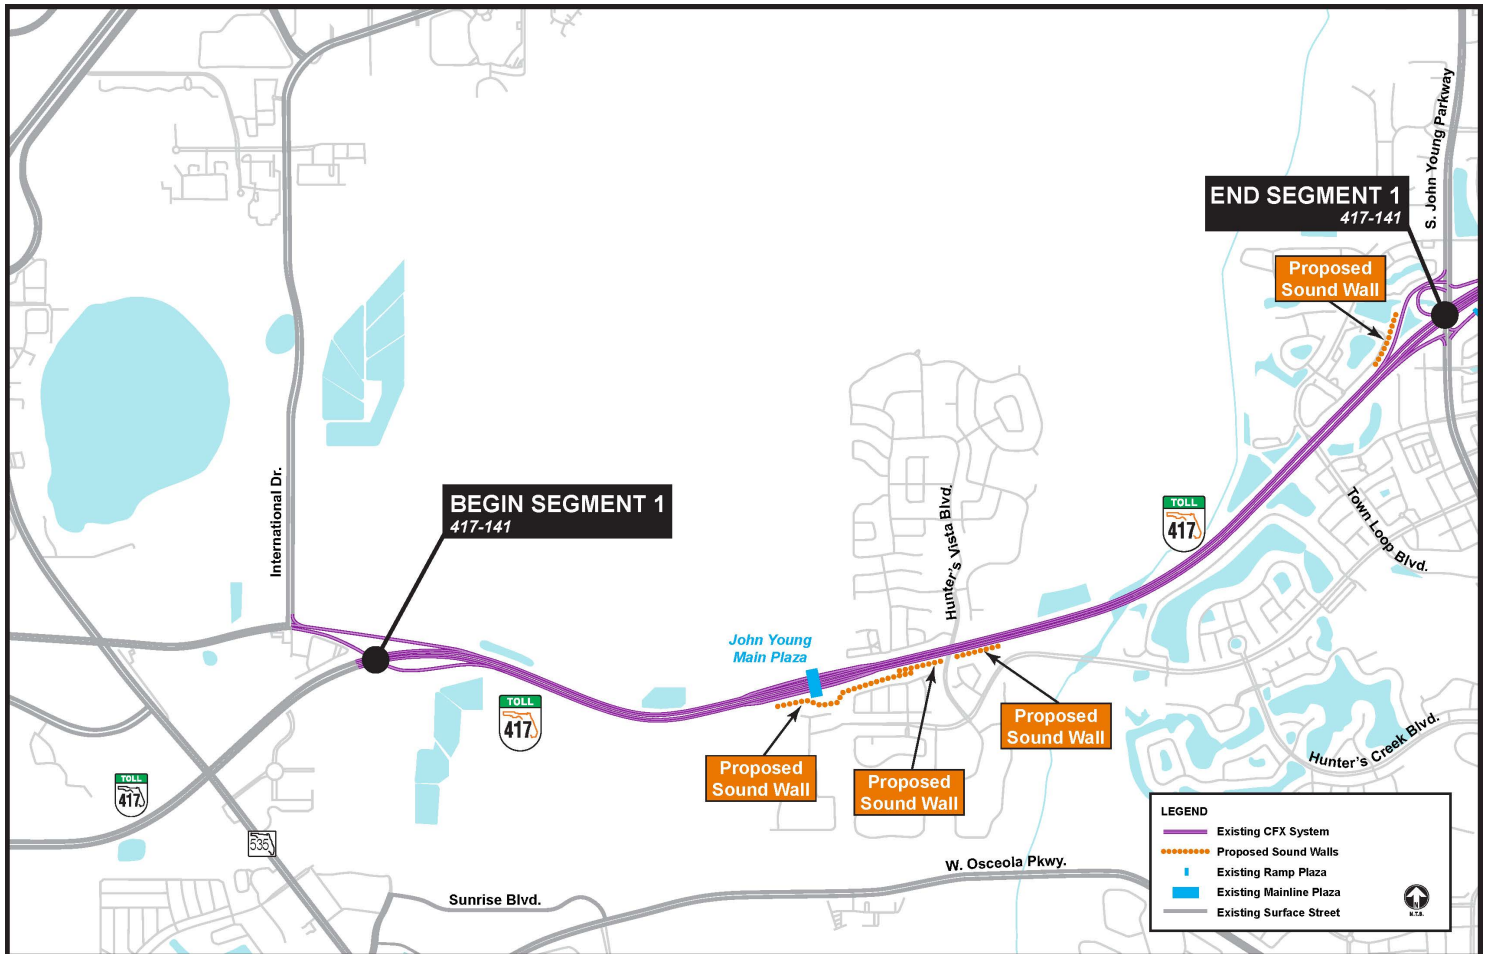 S. John Young Parkway
END SEGMENT 1
417-141
Proposed
Sound Wall
International Dr.
BEGIN SEGMENT 1
417-141
Hunter's Vista Blvd.
TOLL
417
Town Loop Blvd.
John Young
Main Plaza
TOLL
417
Proposed
Sound Wall
Proposed
Sound Wall
Proposed
Sound Wall
Hunter's Creek Blvd.
TOLL
417
535
W. Osceola Pkwy.
Sunrise Blvd.
LEGEND
Existing CFX System
Proposed Sound Walls
Existing Ramp Plaza
Existing Mainline Plaza
Existing Surface Street
N
N.T.S.